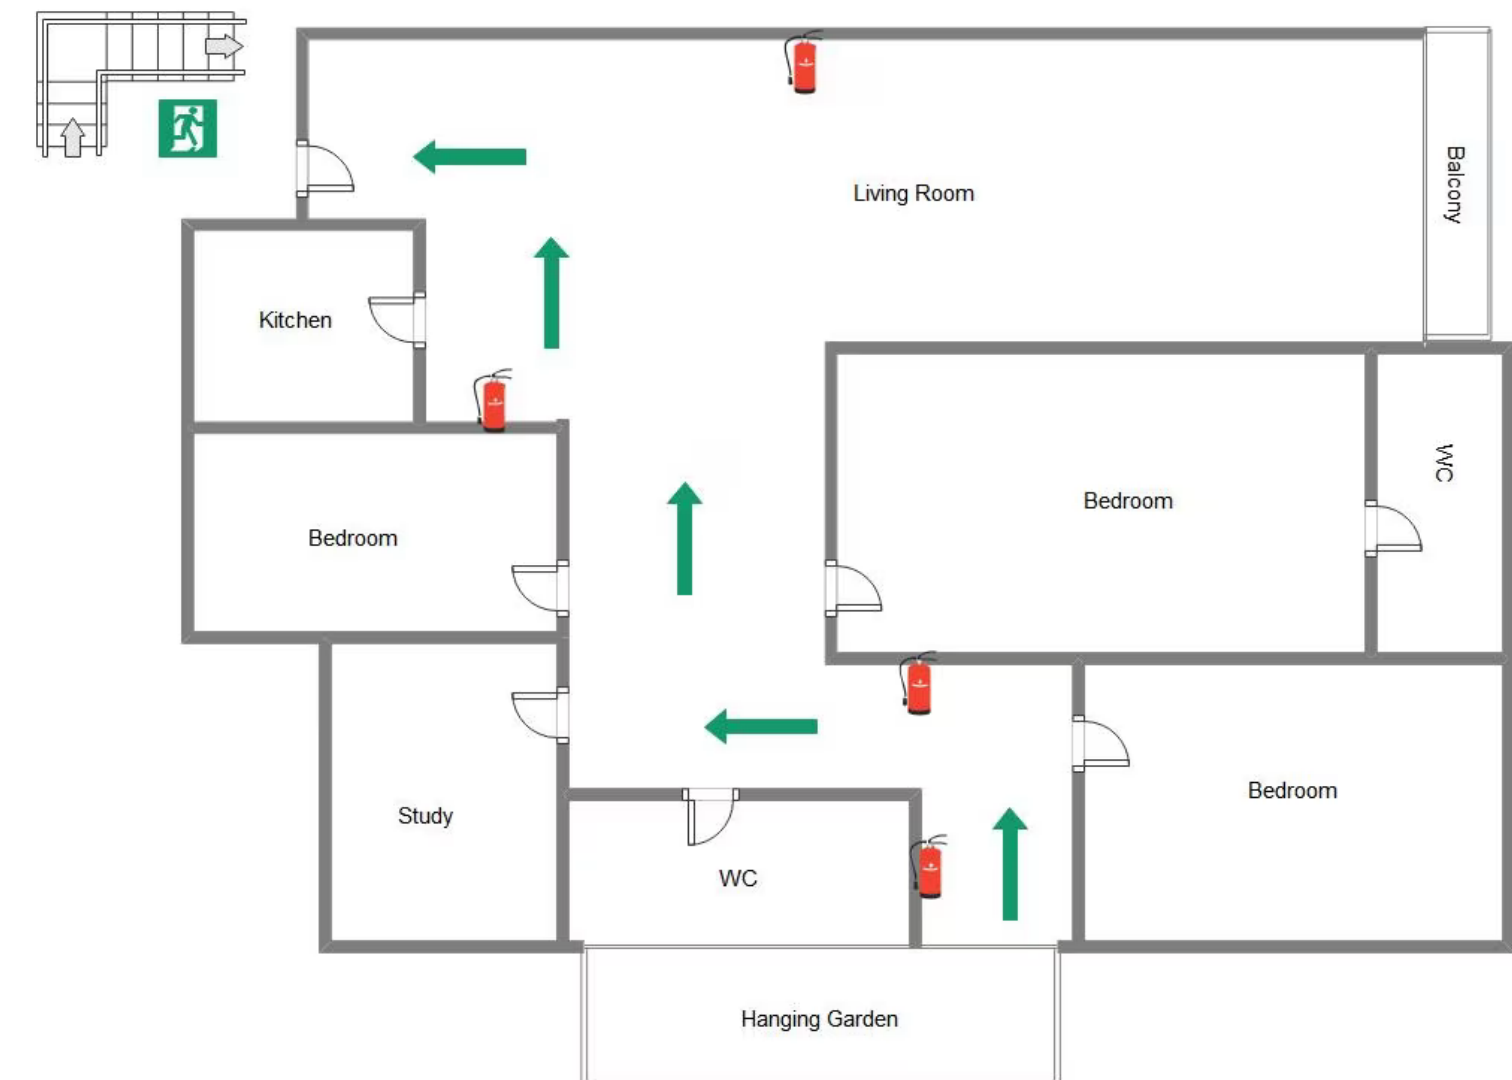 Living Room
Balcony
Kitchen
WC
Bedroom
Bedroom
Bedroom
Study
WC
Hanging Garden